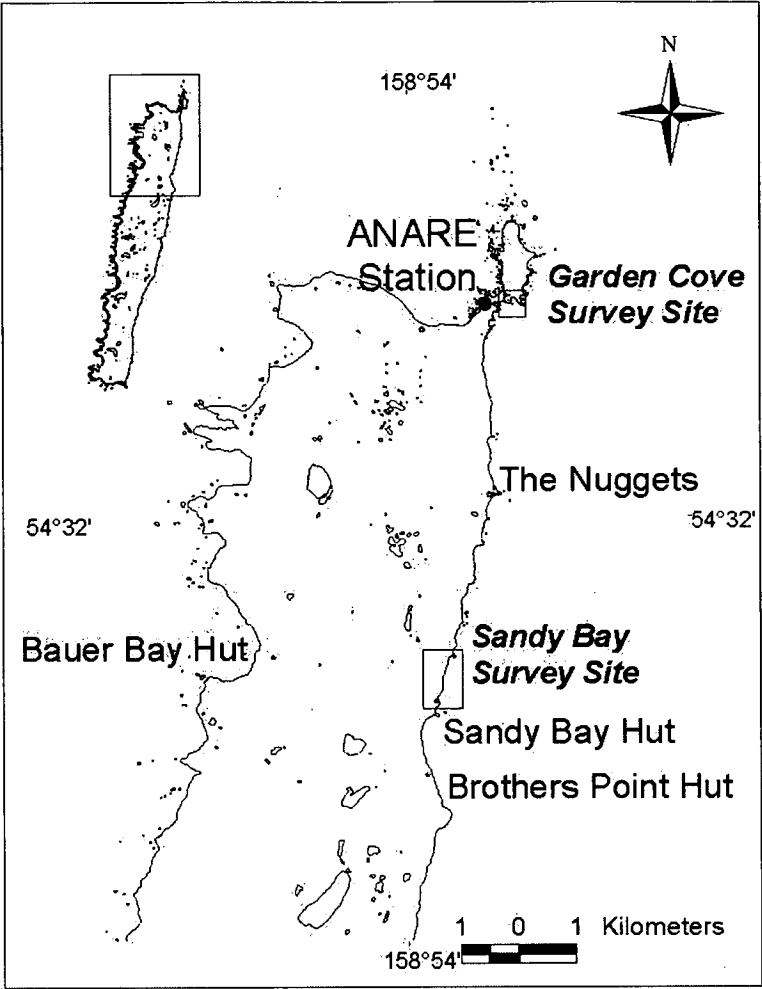 N
158°54'
ANARE
Station
Garden Cove
Survey Site
The Nuggets
54°32'
54°32'
Sandy Bay
Survey Site
Bauer Bay Hut
Sandy Bay Hut
Brothers Point Hut
1 0 1 Kilometers
158°54'